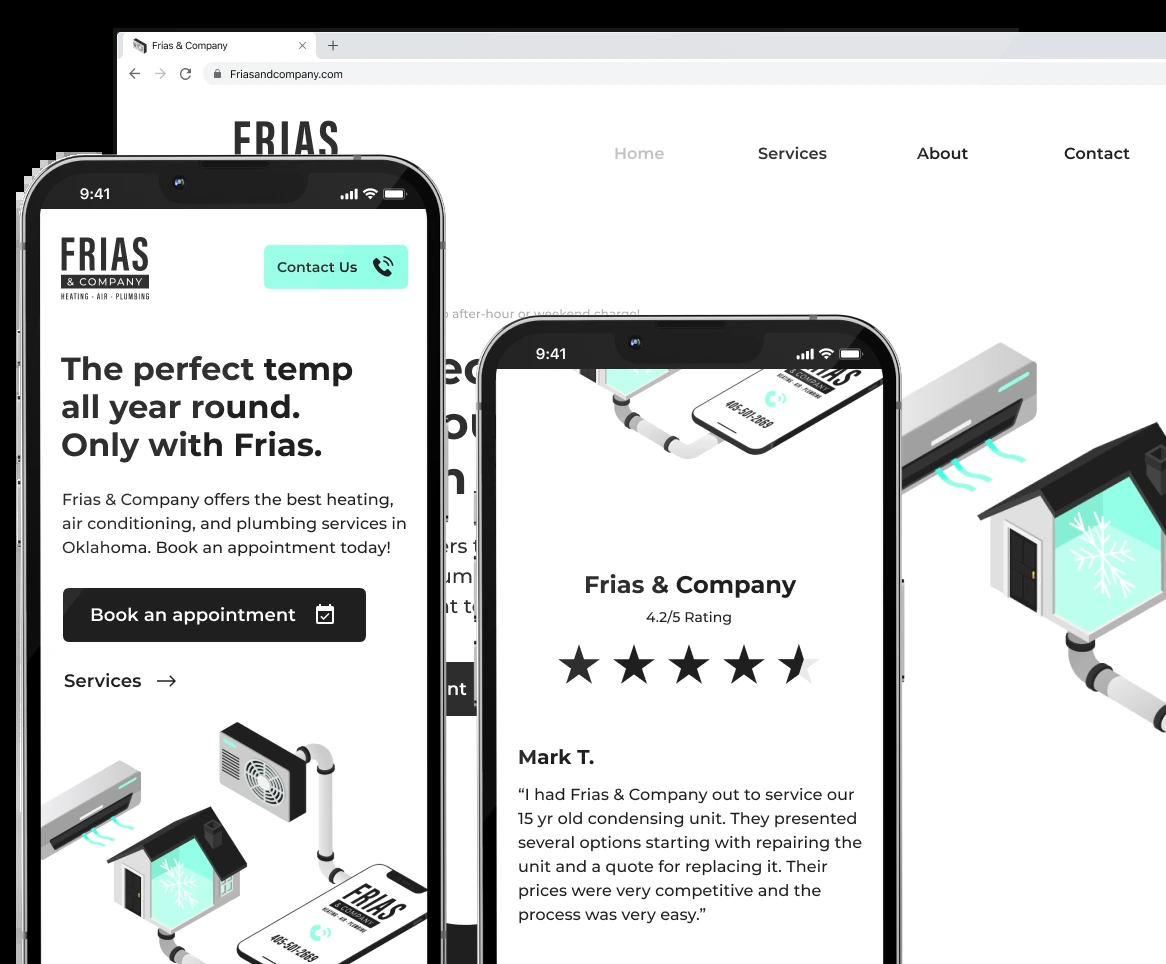 Frias & Company
Friasandcompany.com
FRIAS
Home
Services
About
Contact
after-hour or weekend charge!
nt
9:41
FRIAS
& COMPANY
HEATING - AIR - PLUMBING
Contact Us
The perfect temp
all year round.
Only with Frias.
Frias & Company offers the best heating,
air conditioning, and plumbing services in
Oklahoma. Book an appointment today!
Book an appointment
Services
FRIAS
& COMPANY
HEATING - AIR - PLUMBING
405-501-2669
9:41
FRIAS
& COMPANY
HEATING - AIR - PLUMBING
405-501-2669
Frias & Company
4.2/5 Rating
Mark T.
“I had Frias & Company out to service our
15 yr old condensing unit. They presented
several options starting with repairing the
unit and a quote for replacing it. Their
prices were very competitive and the
process was very easy.”